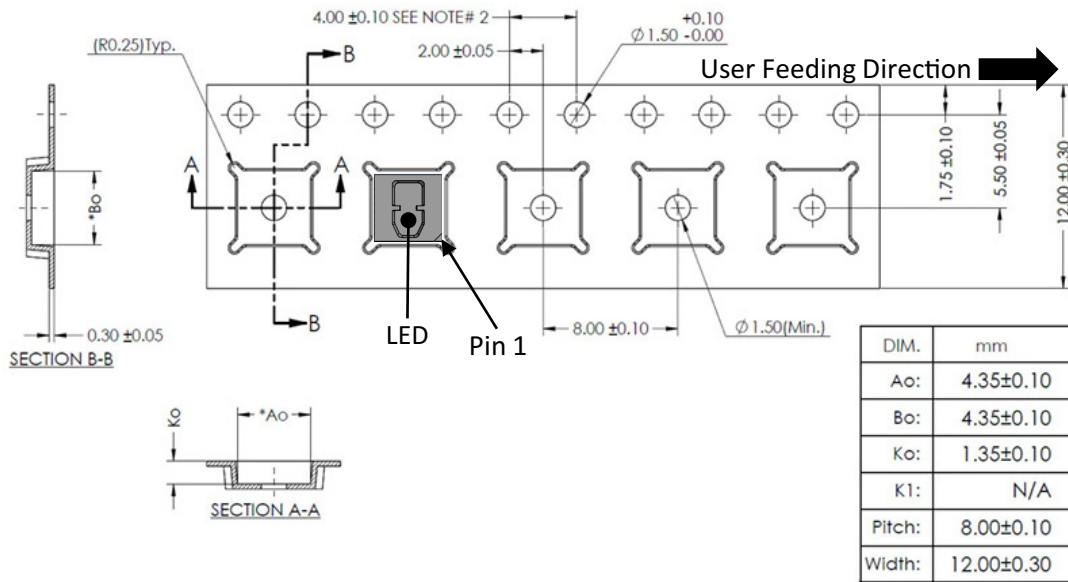 4.00 ±0.10 SEE NOTE# 2
+0.10
Ø1.50 -0.00
(R0.25)Typ.
B
2.00 ±0.05
User Feeding Direction
A
A
*Bo
1.75 ±0.10
5.50 ±0.05
12.00 ±0.30
B
0.30 ±0.05
SECTION B-B
LED
Pin 1
8.00 ±0.10
Ø1.50(Min.)
Ko
*Ao
SECTION A-A
DIM. mm
Ao: 4.35±0.10
Bo: 4.35±0.10
Ko: 1.35±0.10
K1: N/A
Pitch: 8.00±0.10
Width: 12.00±0.30